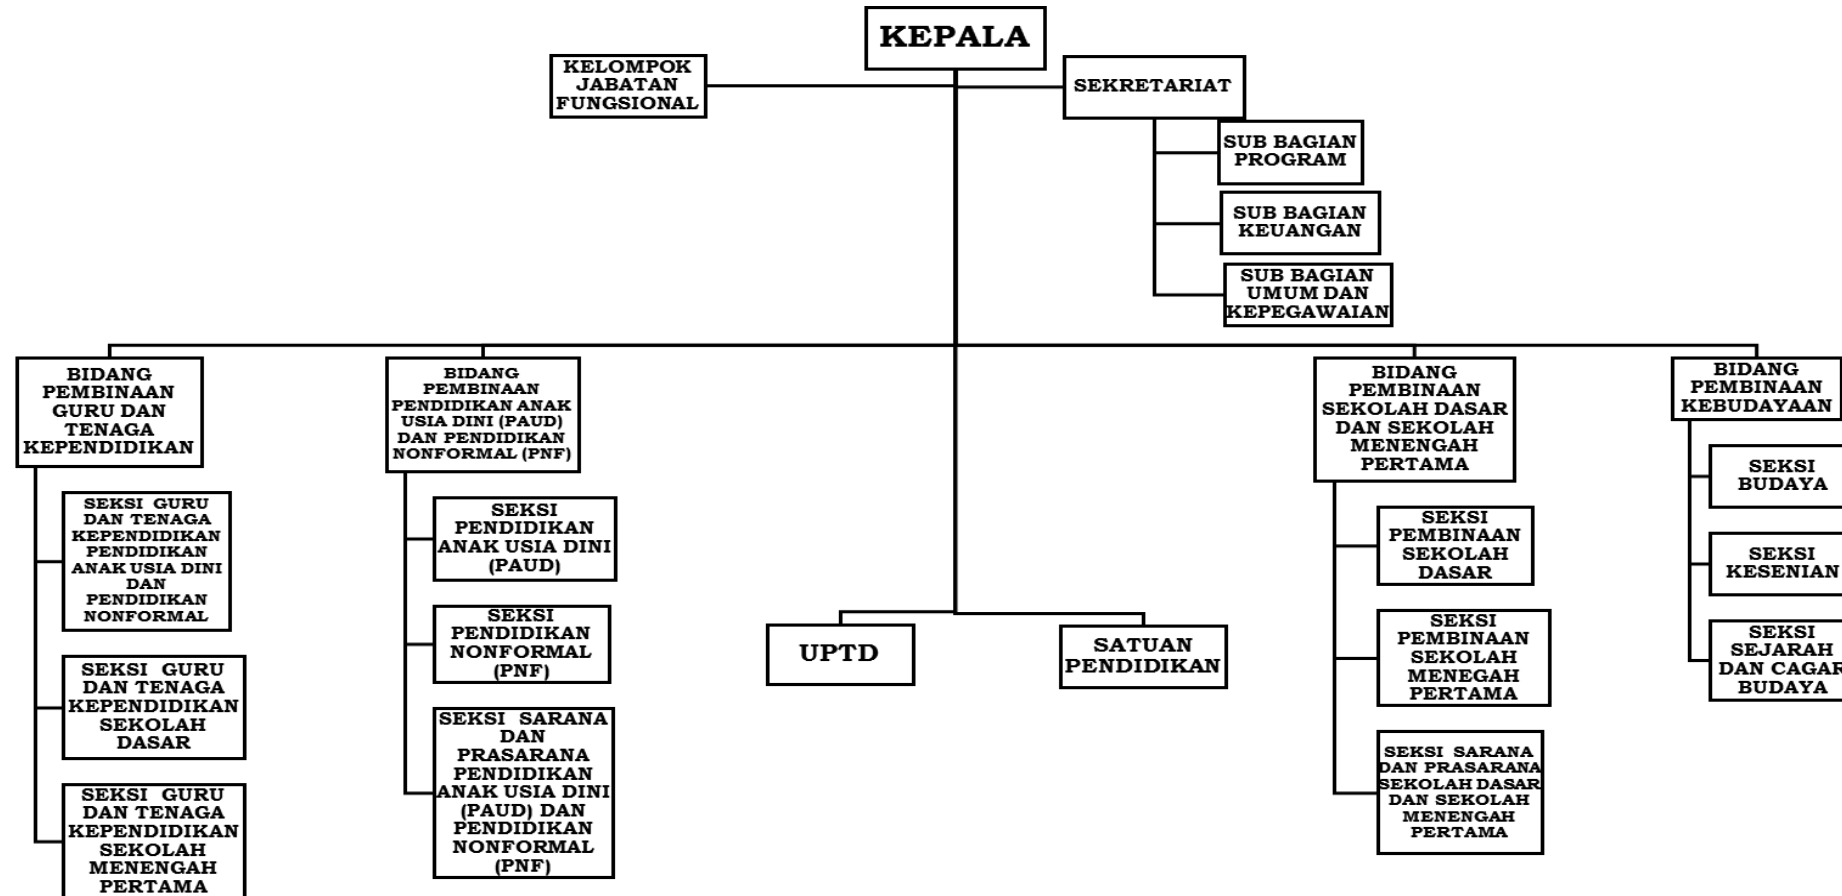 KEPALA
KELOMPOK
JABATAN
FUNGSIONAL
SEKRETARIAT
SUB BAGIAN
PROGRAM
SUB BAGIAN
KEUANGAN
SUB BAGIAN
UMUM DAN
KEPEGAWAIAN
BIDANG
PEMBINAAN
GURU DAN
TENAGA
KEPENDIDIKAN
SEKSI GURU
DAN TENAGA
KEPENDIDIKAN
PENDIDIKAN
ANAK USIA DINI
DAN
PENDIDIKAN
NONFORMAL
SEKSI GURU
DAN TENAGA
KEPENDIDIKAN
SEKOLAH
DASAR
SEKSI GURU
DAN TENAGA
KEPENDIDIKAN
SEKOLAH
MENENGAH
PERTAMA
BIDANG
PEMBINAAN
PENDIDIKAN ANAK
USIA DINI (PAUD)
DAN PENDIDIKAN
NONFORMAL (PNF)
SEKSI
PENDIDIKAN
ANAK USIA DINI
(PAUD)
SEKSI
PENDIDIKAN
NONFORMAL
(PNF)
SEKSI SARANA
DAN
PRASARANA
PENDIDIKAN
ANAK USIA DINI
(PAUD) DAN
PENDIDIKAN
NONFORMAL
(PNF)
UPTD
SATUAN
PENDIDIKAN
BIDANG
PEMBINAAN
SEKOLAH DASAR
DAN SEKOLAH
MENENGAH
PERTAMA
SEKSI
PEMBINAAN
SEKOLAH
DASAR
SEKSI
PEMBINAAN
SEKOLAH
MENEGAH
PERTAMA
SEKSI SARANA
DAN PRASARANA
SEKOLAH DASAR
DAN SEKOLAH
MENENGAH
PERTAMA
BIDANG
PEMBINAAN
KEBUDAYAAN
SEKSI
BUDAYA
SEKSI
KESENIAN
SEKSI
SEJARAH
DAN CAGAR
BUDAYA